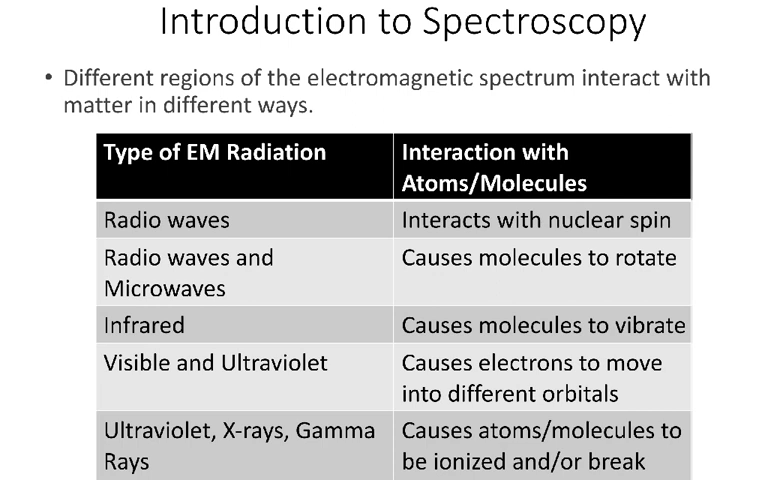 Introduction to Spectroscopy
• Different regions of the electromagnetic spectrum interact with
matter in different ways.
Type of EM Radiation
Interaction with
Atoms/Molecules
Radio waves
Interacts with nuclear spin
Radio waves and
Microwaves
Causes molecules to rotate
Infrared
Causes molecules to vibrate
Visible and Ultraviolet
Causes electrons to move
into different orbitals
Ultraviolet, X-rays, Gamma
Rays
Causes atoms/molecules to
be ionized and/or break